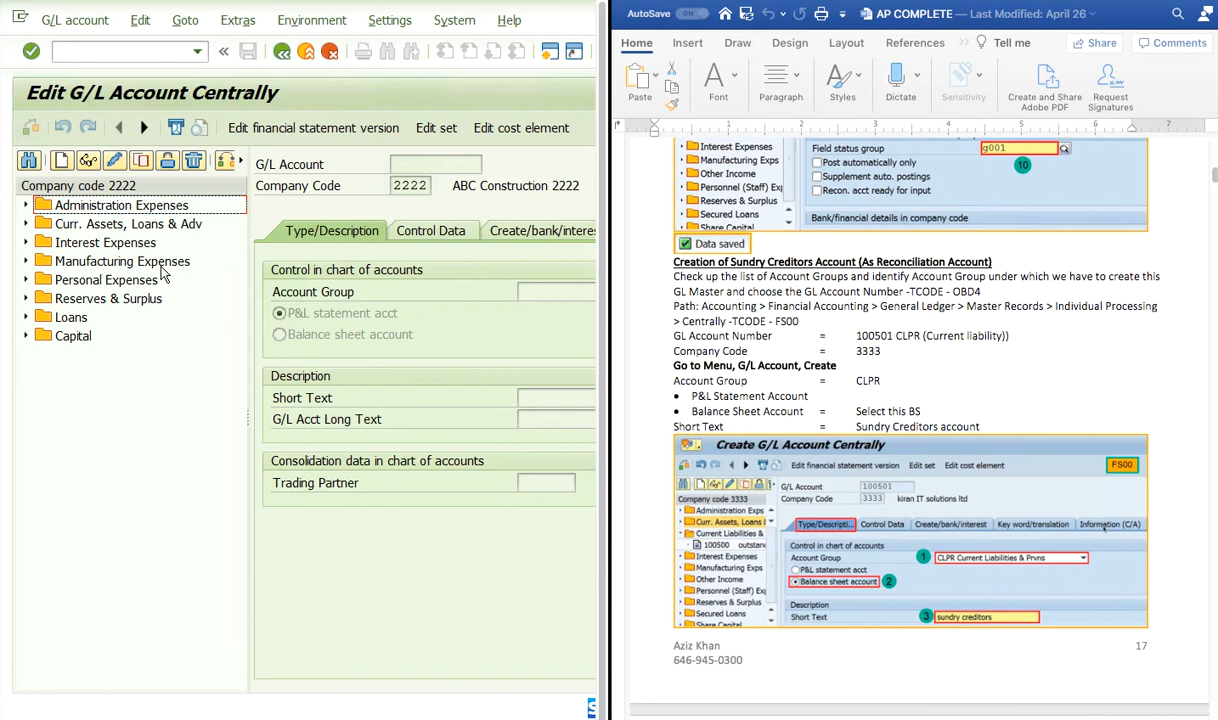 G/L account Edit Goto Extras Environment Settings System Help
Edit G/L Account Centrally
Edit financial statement version Edit set Edit cost element
Company code 2222
Administration Expenses
Curr. Assets, Loans & Adv
Interest Expenses
Manufacturing Expenses
Personal Expenses
Reserves & Surplus
Loans
Capital
G/L Account
Company Code 2222 ABC Construction 2222
Type/Description Control Data Create/bank/interes
Control in chart of accounts
Account Group
P&L statement acct
Balance sheet account
Description
Short Text
G/L Acct Long Text
Consolidation data in chart of accounts
Trading Partner
AutoSave ON AP COMPLETE — Last Modified: April 26
Home Insert Draw Design Layout References Tell me Share Comments
Paste Font Paragraph Styles Dictate Sensitivity Create and Share Adobe PDF Request Signatures
1 2 3 4 5 6 7
Interest Expenses
Manufacturing Exps
Other Income
Personnel (Staff) Exp
Reserves & Surplus
Secured Loans
Share Capital
Field status group g001
10
Post automatically only
Supplement auto. postings
Recon. acct ready for input
Bank/financial details in company code
Data saved
Creation of Sundry Creditors Account (As Reconciliation Account)
Check up the list of Account Groups and identify Account Group under which we have to create this
GL Master and choose the GL Account Number -TCODE - OBD4
Path: Accounting > Financial Accounting > General Ledger > Master Records > Individual Processing
> Centrally -TCODE - FS00
GL Account Number = 100501 CLPR (Current liability))
Company Code = 3333
Go to Menu, G/L Account, Create
Account Group = CLPR
• P&L Statement Account
• Balance Sheet Account = Select this BS
Short Text = Sundry Creditors account
Create G/L Account Centrally
Edit financial statement version Edit set Edit cost element FS00
G/L Account 100501
Company Code 3333 kiran IT solutions ltd
Company code 3333
Administration Exps
Curr. Assets, Loans
Current Liabilities &
100500 outstan
Interest Expenses
Manufacturing Exps
Other Income
Personnel (Staff) Ex
Reserves & Surplus
Secured Loans
Share Capital
Type/Descripti... Control Data Create/bank/interest Key word/translation Information (C/A)
Control in chart of accounts
Account Group 1 CLPR Current Liabilities & Prvns
P&L statement acct
Balance sheet account 2
Description
Short Text 3 sundry creditors
Aziz Khan 17
646-945-0300